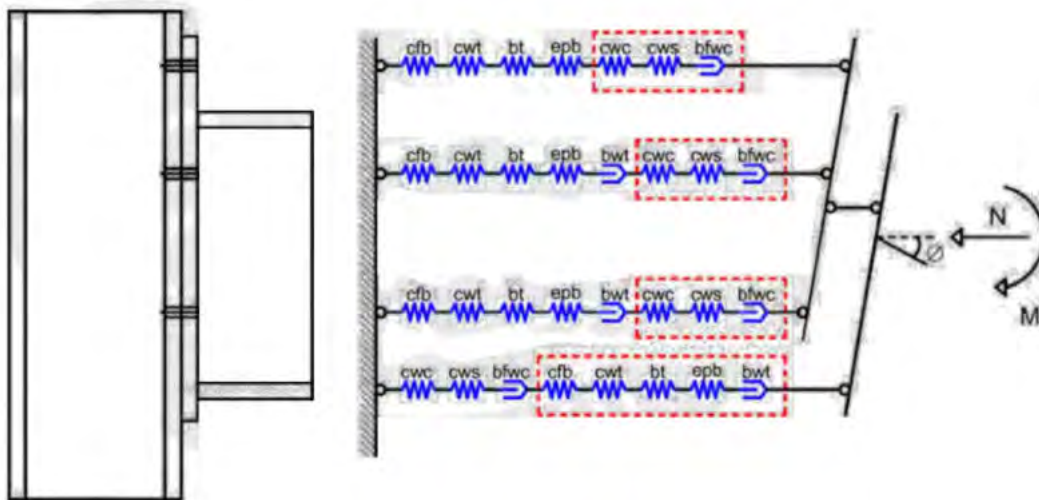 cfb cwt bt epb cwc cws bfwc
cfb cwt bt epb bwt cwc cws bfwc
N
Ø
cfb cwt bt epb bwt cwc cws bfwc
M
cwc cws bfwc cfb cwt bt epb bwt